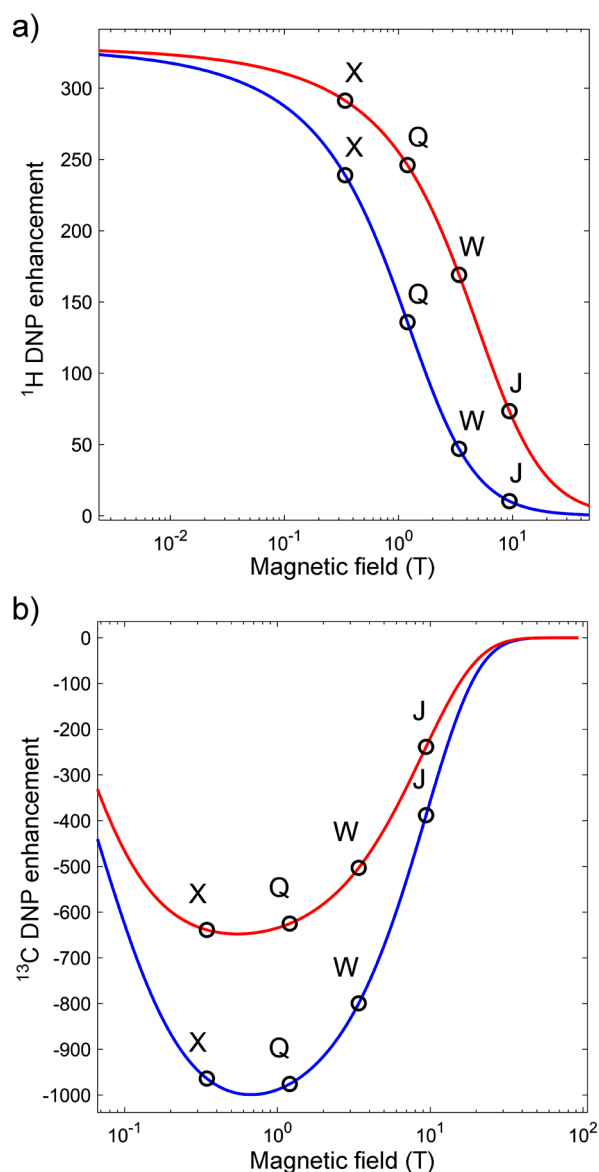 a)
300
250
200
150
100
50
0
¹H DNP enhancement
X
X
Q
Q
W
W
J
J
10⁻² 10⁻¹ 10⁰ 10¹
Magnetic field (T)
b)
0
-100
-200
-300
-400
-500
-600
-700
-800
-900
-1000
¹³C DNP enhancement
J
J
W
X
Q
W
X
Q
10⁻¹ 10⁰ 10¹ 10²
Magnetic field (T)